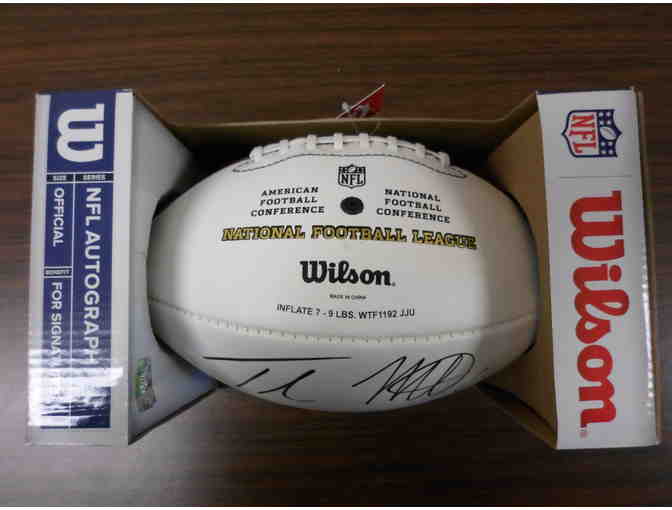 W
SIZE
OFFICIAL
SERIES
NFL AUTOGRAPH
BENEFIT
NFL
AMERICAN
FOOTBALL
CONFERENCE
NATIONAL
FOOTBALL
CONFERENCE
NATIONAL FOOTBALL LEAGUE
Wilson®
MADE IN CHINA
INFLATE 7 - 9 LBS. WTF1192 JJU
NFL
Wilson®